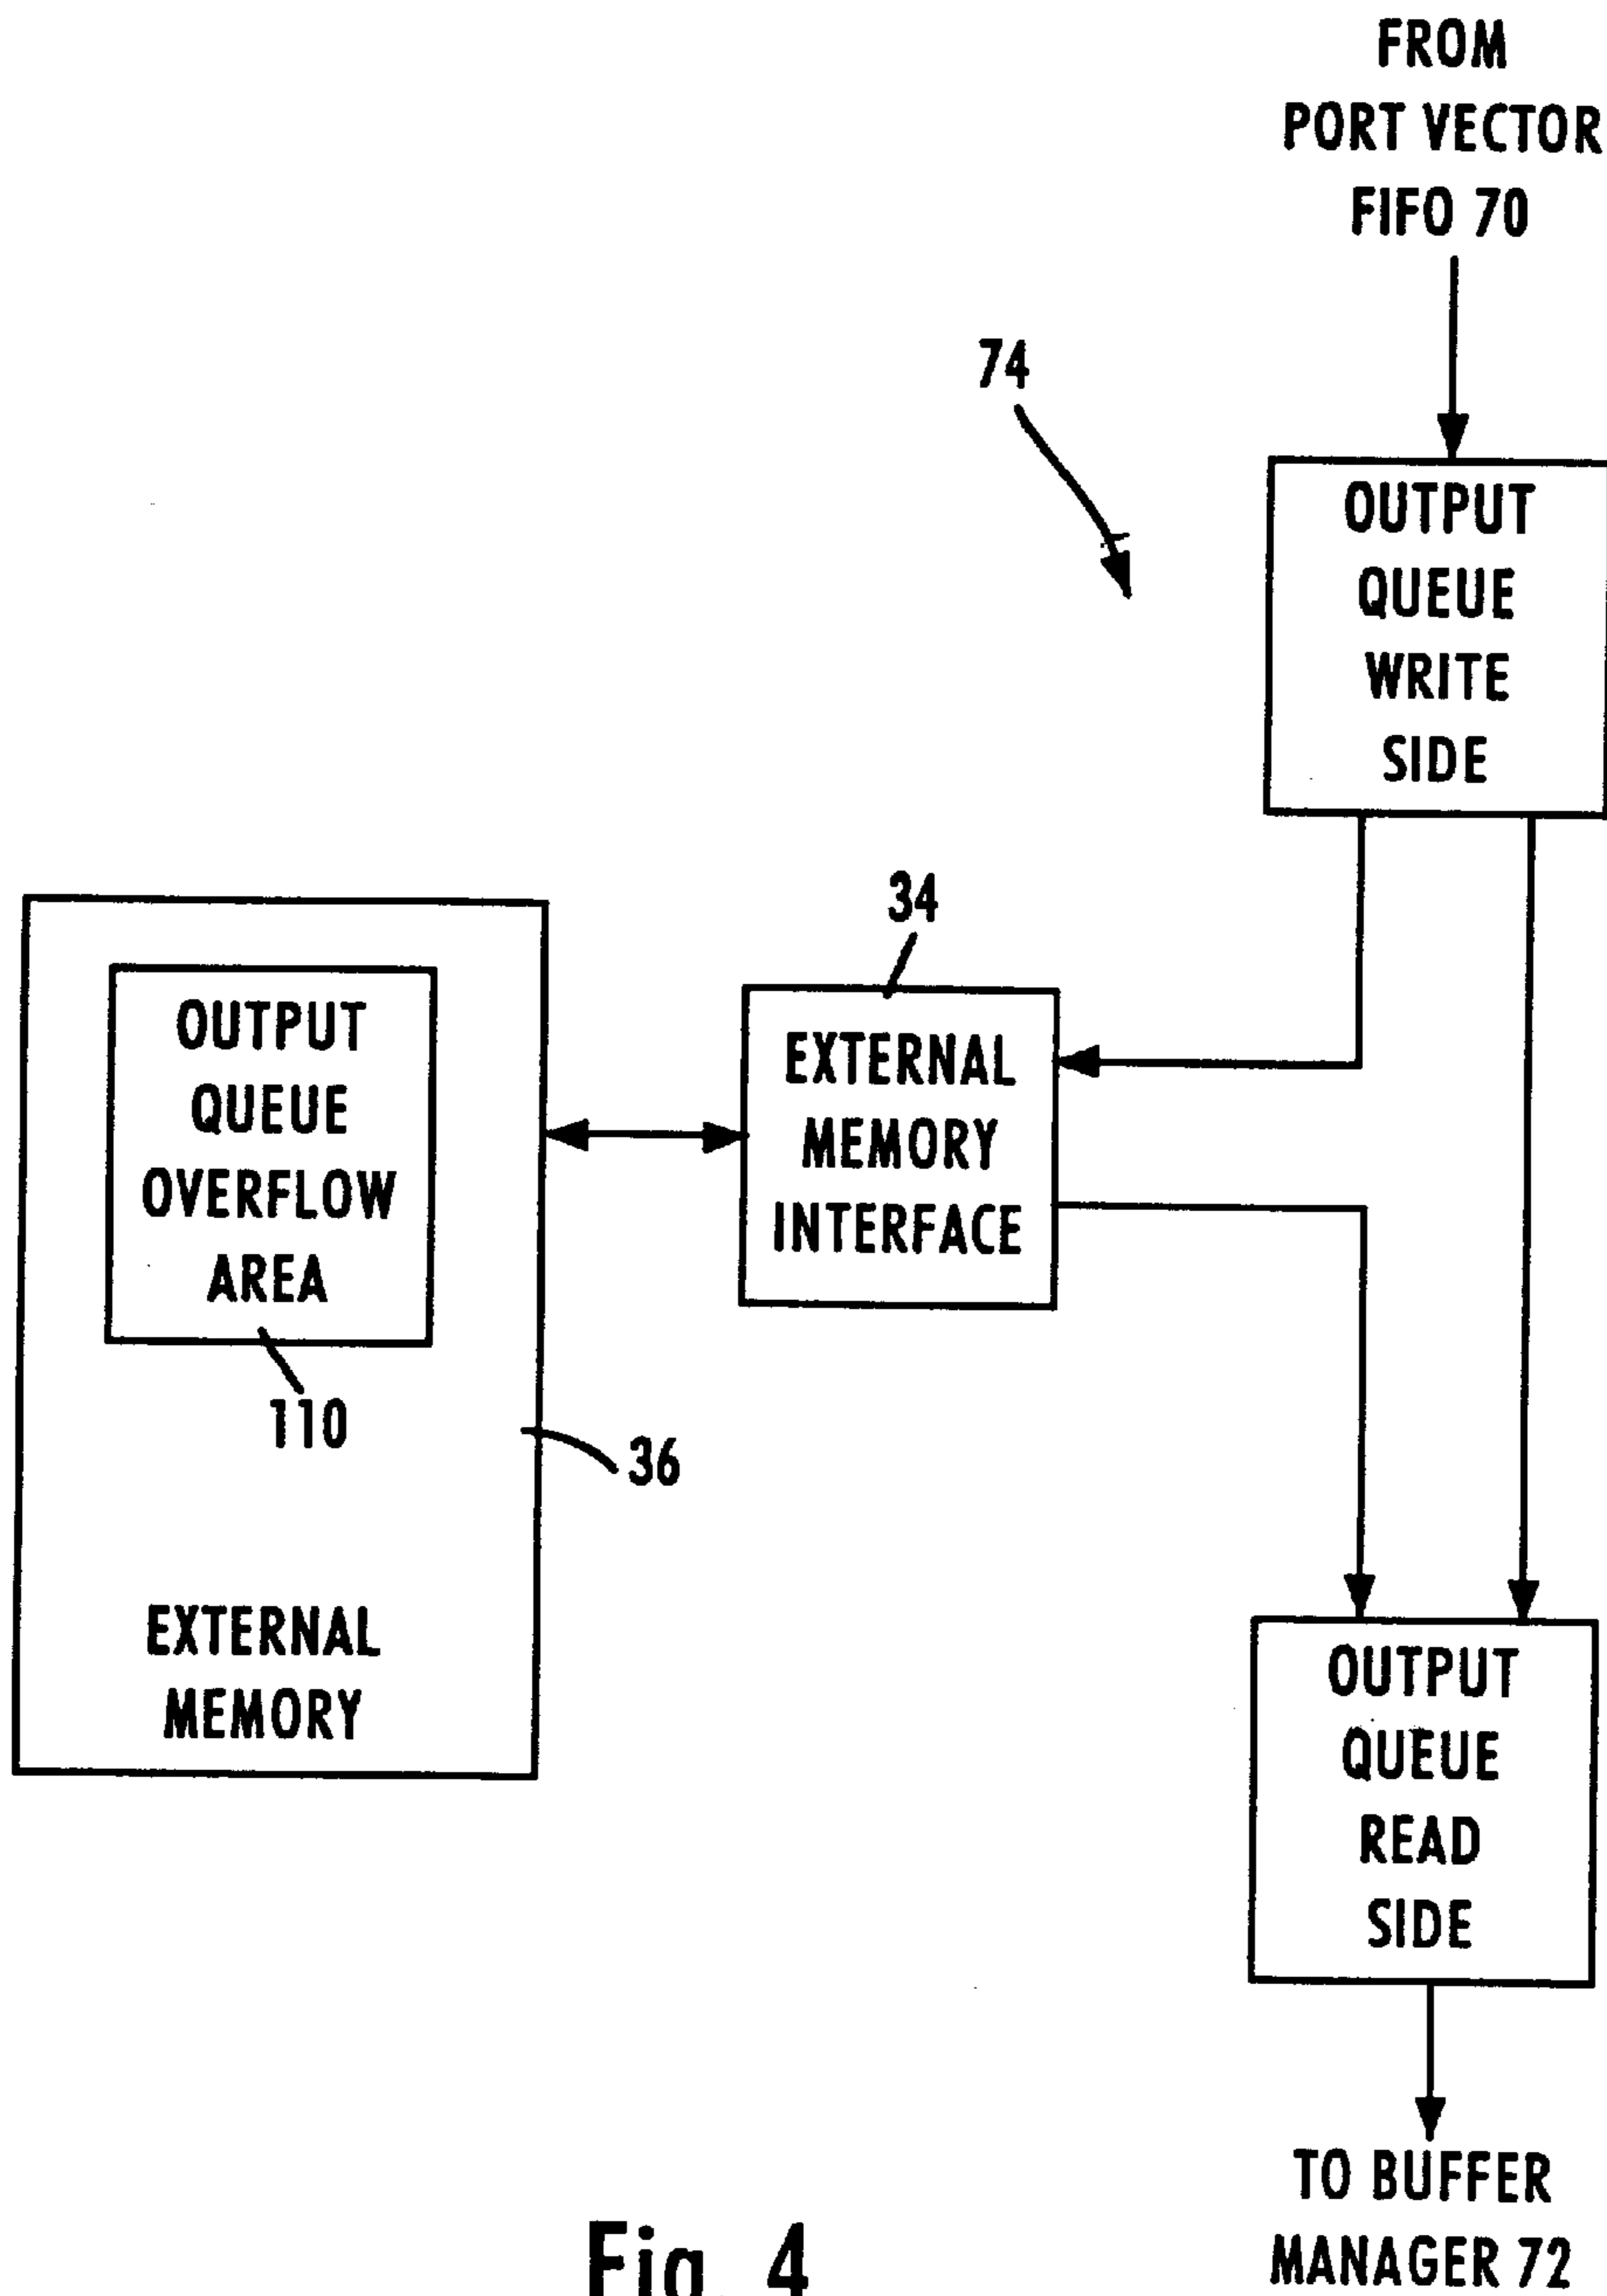 FROM
PORT VECTOR
FIFO 70
74
OUTPUT
QUEUE
WRITE
SIDE
34
OUTPUT
QUEUE
OVERFLOW
AREA
110
36
EXTERNAL
MEMORY
EXTERNAL
MEMORY
INTERFACE
OUTPUT
QUEUE
READ
SIDE
TO BUFFER
MANAGER 72
Fig. 4